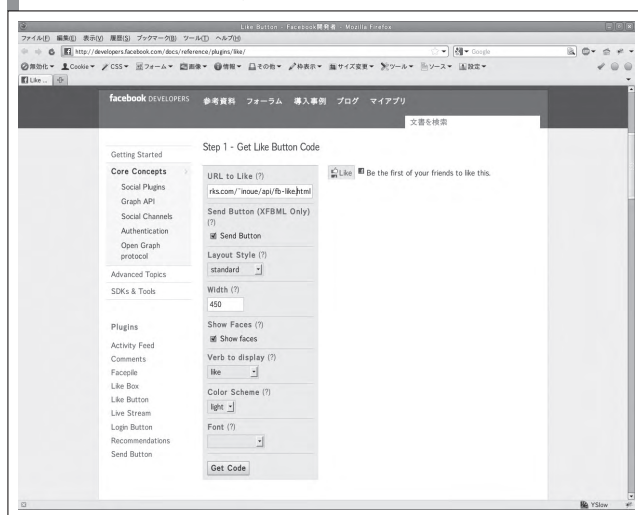 Like Button - Facebook開発者 - Mozilla Firefox
ファイル(F) 編集(E) 表示(V) 履歴(S) ブックマーク(B) ツール(T) ヘルプ(H)
http://developers.facebook.com/docs/reference/plugins/like/
Google
無効化 Cookie CSS フォーム 画像 情報 その他 枠表示 サイズ変更 ツール ソース 設定
Like ...
facebook DEVELOPERS 参考資料 フォーラム 導入事例 ブログ マイアプリ
文書を検索
Getting Started
Core Concepts
Social Plugins
Graph API
Social Channels
Authentication
Open Graph
protocol
Advanced Topics
SDKs & Tools
Plugins
Activity Feed
Comments
Facepile
Like Box
Like Button
Live Stream
Login Button
Recommendations
Send Button
Step 1 - Get Like Button Code
URL to Like (?)
rks.com/~inoue/api/fb-like.html
Send Button (XFBML Only)
(?)
Send Button
Layout Style (?)
standard
Width (?)
450
Show Faces (?)
Show faces
Verb to display (?)
like
Color Scheme (?)
light
Font (?)
Get Code
Like Be the first of your friends to like this.
YSlow